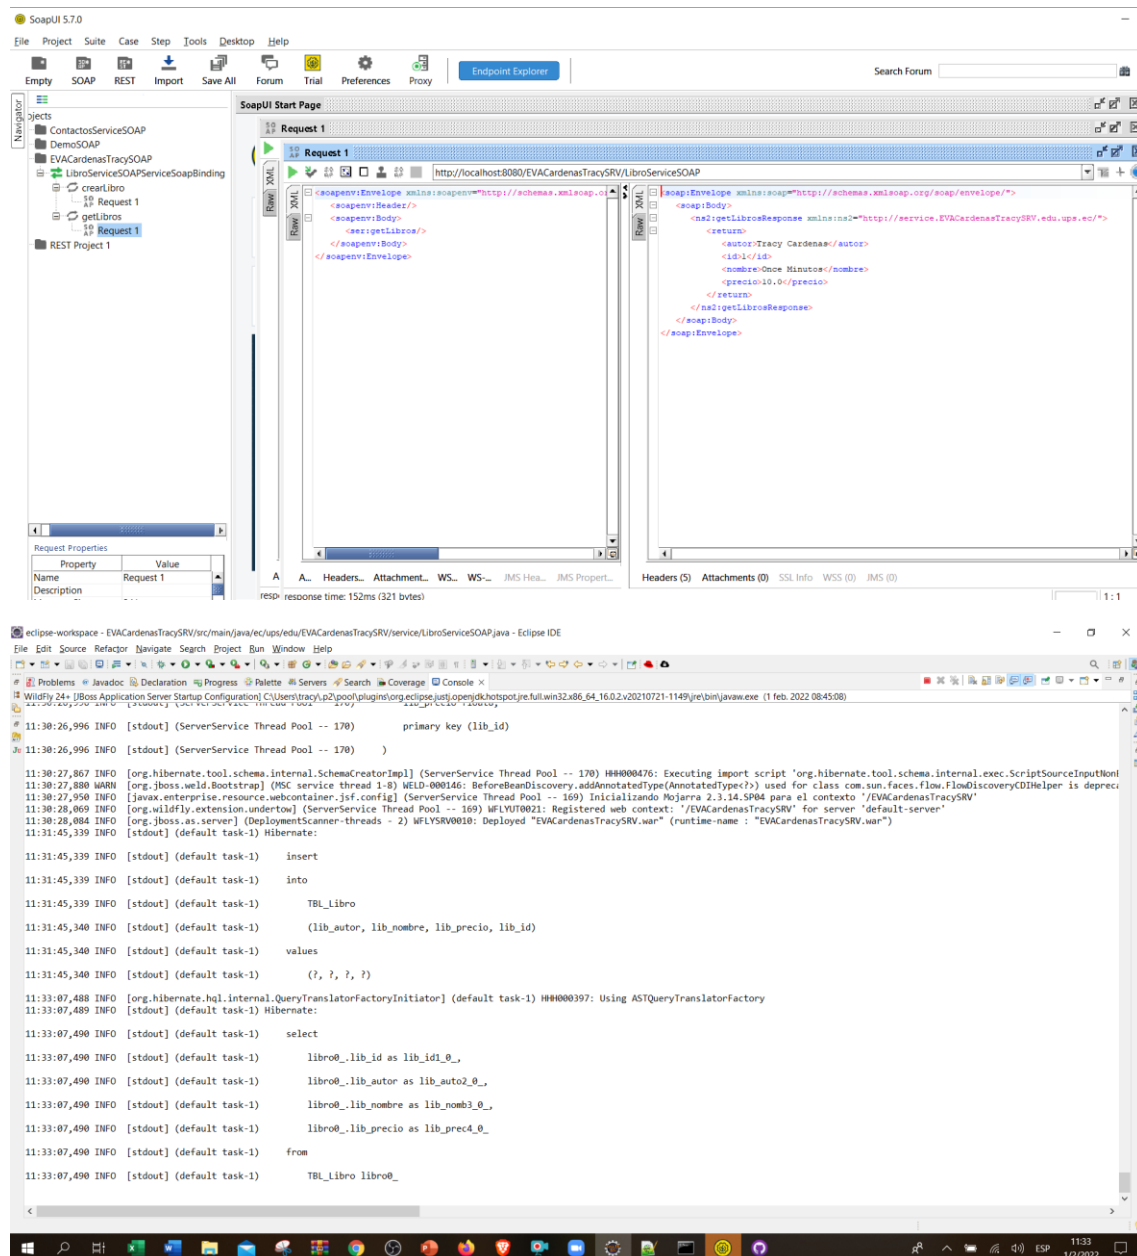 SoapUI 5.7.0
File Project Suite Case Step Tools Desktop Help
Empty SOAP REST Import Save All Forum Trial Preferences Proxy
Endpoint Explorer
Search Forum
Navigator
ojects
ContactosServiceSOAP
DemoSOAP
EVACardenasTracySOAP
LibroServiceSOAPServiceSoapBinding
crearLibro
Request 1
getLibros
Request 1
REST Project 1
SoapUI Start Page
Request 1
Request 1
http://localhost:8080/EVACardenasTracySRV/LibroServiceSOAP
XML
Raw
XML
Raw
<soapenv:Envelope xmlns:soapenv="http://schemas.xmlsoap.or
<soapenv:Header/>
<soapenv:Body>
<ser:getLibros/>
</soapenv:Body>
</soapenv:Envelope>
XML
Raw
<soap:Envelope xmlns:soap="http://schemas.xmlsoap.org/soap/envelope/">
<soap:Body>
<ns2:getLibrosResponse xmlns:ns2="http://service.EVACardenasTracySRV.edu.ups.ec/">
<return>
<autor>Tracy Cardenas</autor>
<id>1</id>
<nombre>Once Minutos</nombre>
<precio>10.0</precio>
</return>
</ns2:getLibrosResponse>
</soap:Body>
</soap:Envelope>
Request Properties
Property Value
Name Request 1
Description
A A... Headers... Attachment... WS... WS-... JMS Hea... JMS Propert...
Headers (5) Attachments (0) SSL Info WSS (0) JMS (0)
resp response time: 152ms (321 bytes)
1 : 1
eclipse-workspace - EVACardenasTracySRV/src/main/java/ec/ups/edu/EVACardenasTracySRV/service/LibroServiceSOAP.java - Eclipse IDE
File Edit Source Refactor Navigate Search Project Run Window Help
Problems Javadoc Declaration Progress Palette Servers Search Coverage Console
WildFly 24+ [JBoss Application Server Startup Configuration] C:\Users\tracy\.p2\pool\plugins\org.eclipse.justj.openjdk.hotspot.jre.full.win32.x86_64_16.0.2.v20210721-1149\jre\bin\javaw.exe (1 feb. 2022 08:45:08)
11:30:26,996 INFO [stdout] (ServerService Thread Pool -- 170) primary key (lib_id)
11:30:26,996 INFO [stdout] (ServerService Thread Pool -- 170) )
11:30:27,867 INFO [org.hibernate.tool.schema.internal.SchemaCreatorImpl] (ServerService Thread Pool -- 170) HHH000476: Executing import script 'org.hibernate.tool.schema.internal.exec.ScriptSourceInputNonE
11:30:27,880 WARN [org.jboss.weld.Bootstrap] (MSC service thread 1-8) WELD-000146: BeforeBeanDiscovery.addAnnotatedType(AnnotatedType<?>) used for class com.sun.faces.flow.FlowDiscoveryCDIHelper is depreca
11:30:27,950 INFO [javax.enterprise.resource.webcontainer.jsf.config] (ServerService Thread Pool -- 169) Inicializando Mojarra 2.3.14.SP04 para el contexto '/EVACardenasTracySRV'
11:30:28,069 INFO [org.wildfly.extension.undertow] (ServerService Thread Pool -- 169) WFLYUT0021: Registered web context: '/EVACardenasTracySRV' for server 'default-server'
11:30:28,084 INFO [org.jboss.as.server] (DeploymentScanner-threads - 2) WFLYSRV0010: Deployed "EVACardenasTracySRV.war" (runtime-name : "EVACardenasTracySRV.war")
11:31:45,339 INFO [stdout] (default task-1) Hibernate:
11:31:45,339 INFO [stdout] (default task-1) insert
11:31:45,339 INFO [stdout] (default task-1) into
11:31:45,339 INFO [stdout] (default task-1) TBL_Libro
11:31:45,340 INFO [stdout] (default task-1) (lib_autor, lib_nombre, lib_precio, lib_id)
11:31:45,340 INFO [stdout] (default task-1) values
11:31:45,340 INFO [stdout] (default task-1) (?, ?, ?, ?)
11:33:07,488 INFO [org.hibernate.hql.internal.QueryTranslatorFactoryInitiator] (default task-1) HHH000397: Using ASTQueryTranslatorFactory
11:33:07,489 INFO [stdout] (default task-1) Hibernate:
11:33:07,490 INFO [stdout] (default task-1) select
11:33:07,490 INFO [stdout] (default task-1) libro0_.lib_id as lib_id1_0_,
11:33:07,490 INFO [stdout] (default task-1) libro0_.lib_autor as lib_auto2_0_,
11:33:07,490 INFO [stdout] (default task-1) libro0_.lib_nombre as lib_nomb3_0_,
11:33:07,490 INFO [stdout] (default task-1) libro0_.lib_precio as lib_prec4_0_
11:33:07,490 INFO [stdout] (default task-1) from
11:33:07,490 INFO [stdout] (default task-1) TBL_Libro libro0_
ESP
11:33
1/2/2022